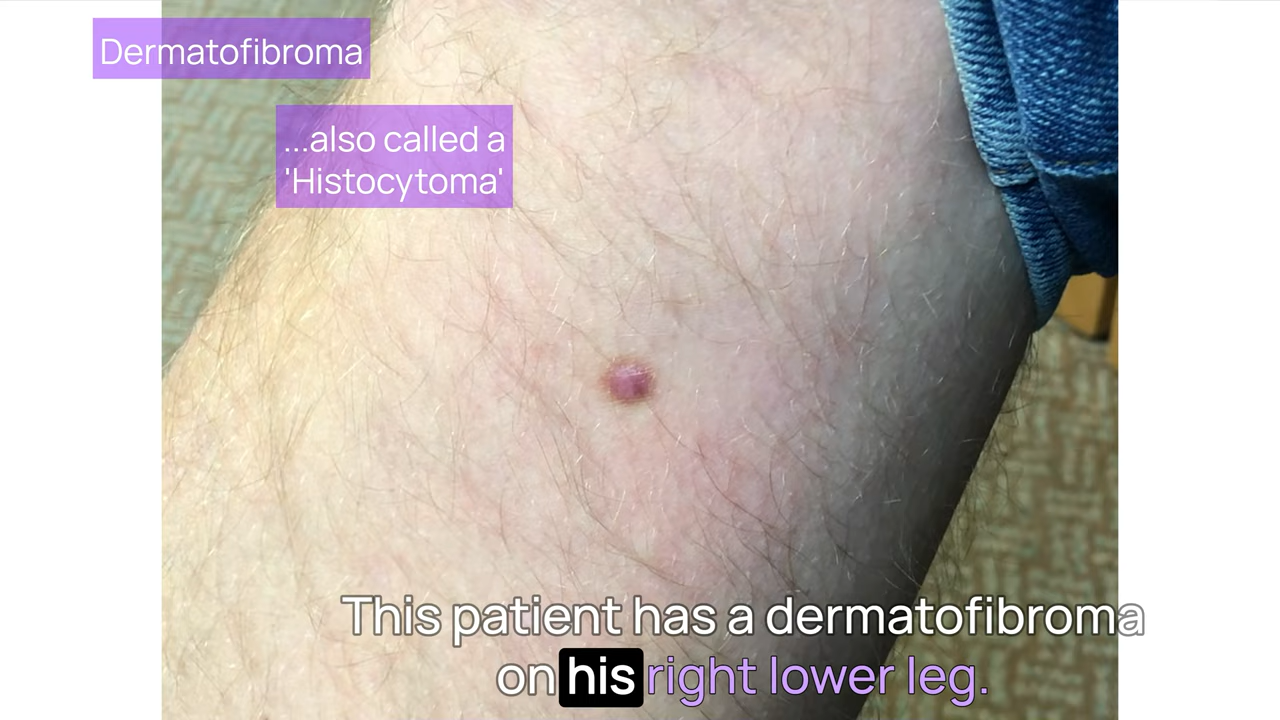 Dermatofibroma
...also called a
'Histocytoma'
This patient has a dermatofibroma
on his right lower leg.